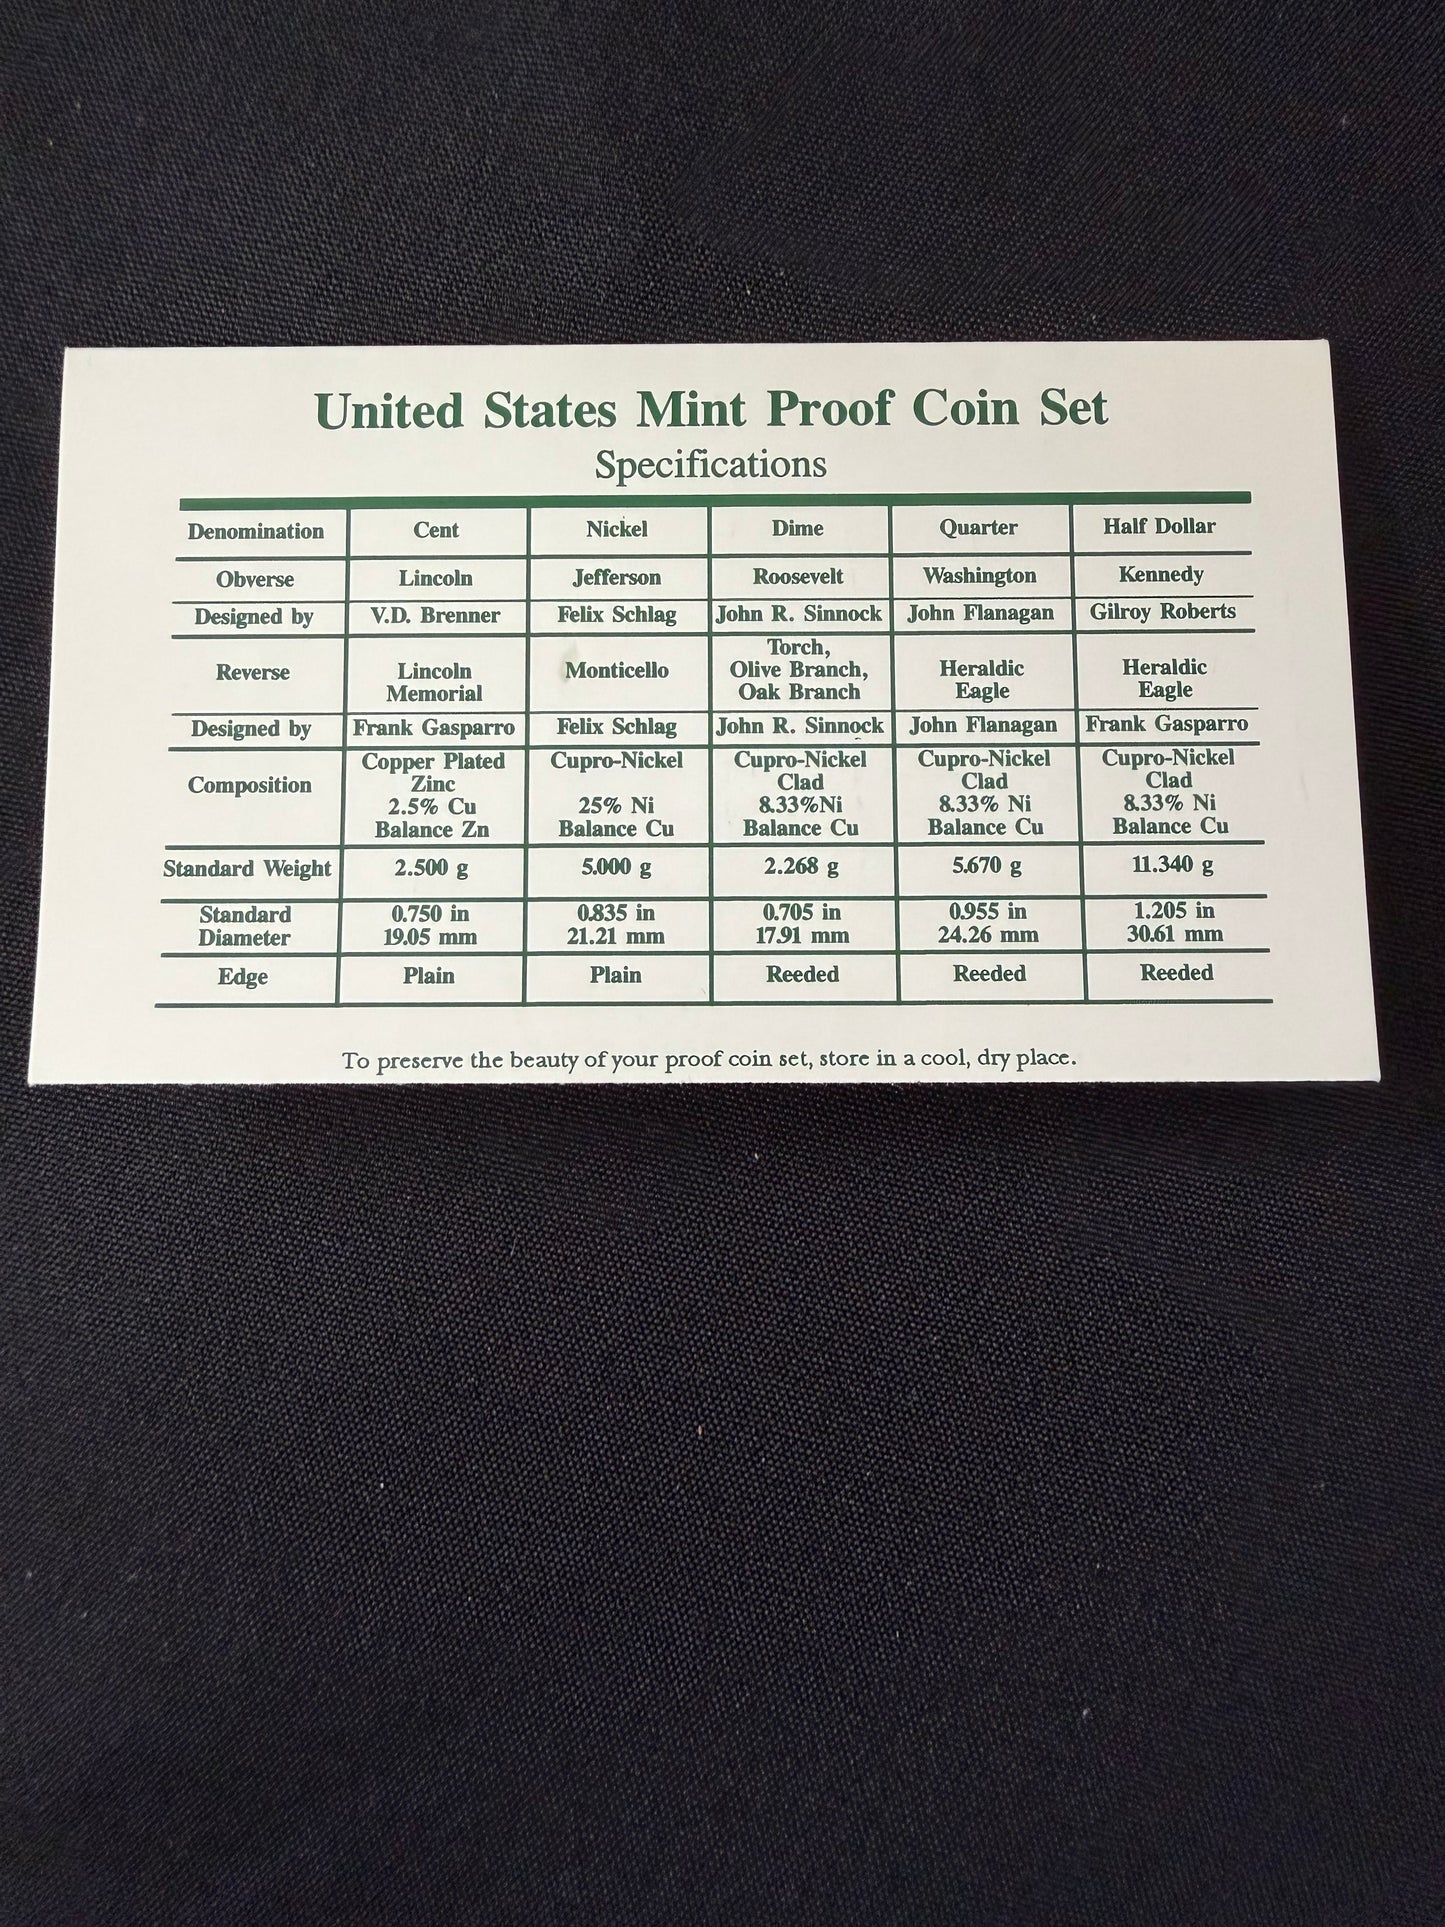 United States Mint Proof Coin Set
Specifications
Denomination Cent Nickel Dime Quarter Half Dollar
Obverse Lincoln Jefferson Roosevelt Washington Kennedy
Designed by V.D. Brenner Felix Schlag John R. Sinnock John Flanagan Gilroy Roberts
Reverse Lincoln Memorial Monticello Torch, Olive Branch, Oak Branch Heraldic Eagle Heraldic Eagle
Designed by Frank Gasparro Felix Schlag John R. Sinnock John Flanagan Frank Gasparro
Composition Copper Plated Zinc 2.5% Cu Balance Zn Cupro-Nickel 25% Ni Balance Cu Cupro-Nickel Clad 8.33%Ni Balance Cu Cupro-Nickel Clad 8.33% Ni Balance Cu Cupro-Nickel Clad 8.33% Ni Balance Cu
Standard Weight 2.500 g 5.000 g 2.268 g 5.670 g 11.340 g
Standard Diameter 0.750 in 19.05 mm 0.835 in 21.21 mm 0.705 in 17.91 mm 0.955 in 24.26 mm 1.205 in 30.61 mm
Edge Plain Plain Reeded Reeded Reeded
To preserve the beauty of your proof coin set, store in a cool, dry place.